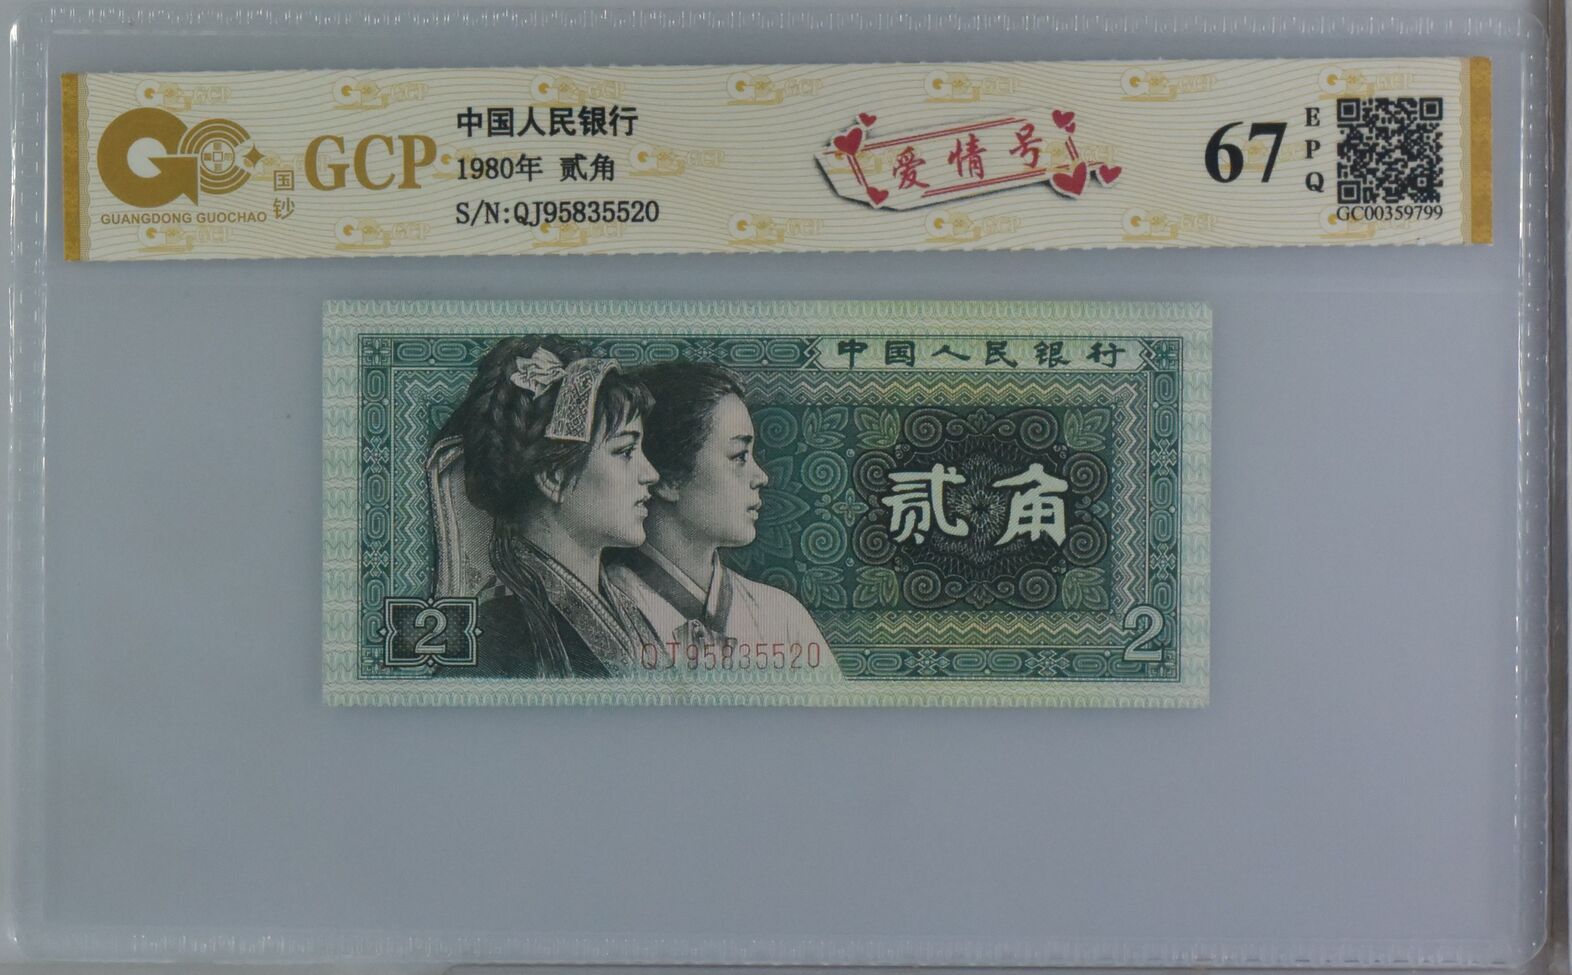 GUANGDONG GUOCHAO
国钞
GCP
中国人民银行
1980年 贰角
S/N:QJ95835520
爱情号
67
EPQ
GC00359799
中国人民银行
贰角
2
2
QJ95835520